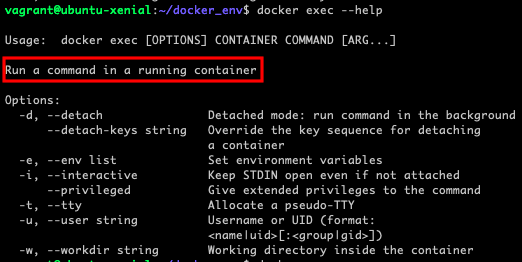 vagrant@ubuntu-xenial:~/docker_env$ docker exec --help
Usage:  docker exec [OPTIONS] CONTAINER COMMAND [ARG...]
Run a command in a running container
Options:
  -d, --detach               Detached mode: run command in the background
      --detach-keys string   Override the key sequence for detaching
                             a container
  -e, --env list             Set environment variables
  -i, --interactive          Keep STDIN open even if not attached
      --privileged           Give extended privileges to the command
  -t, --tty                  Allocate a pseudo-TTY
  -u, --user string          Username or UID (format:
                             <name|uid>[:<group|gid>])
  -w, --workdir string       Working directory inside the container